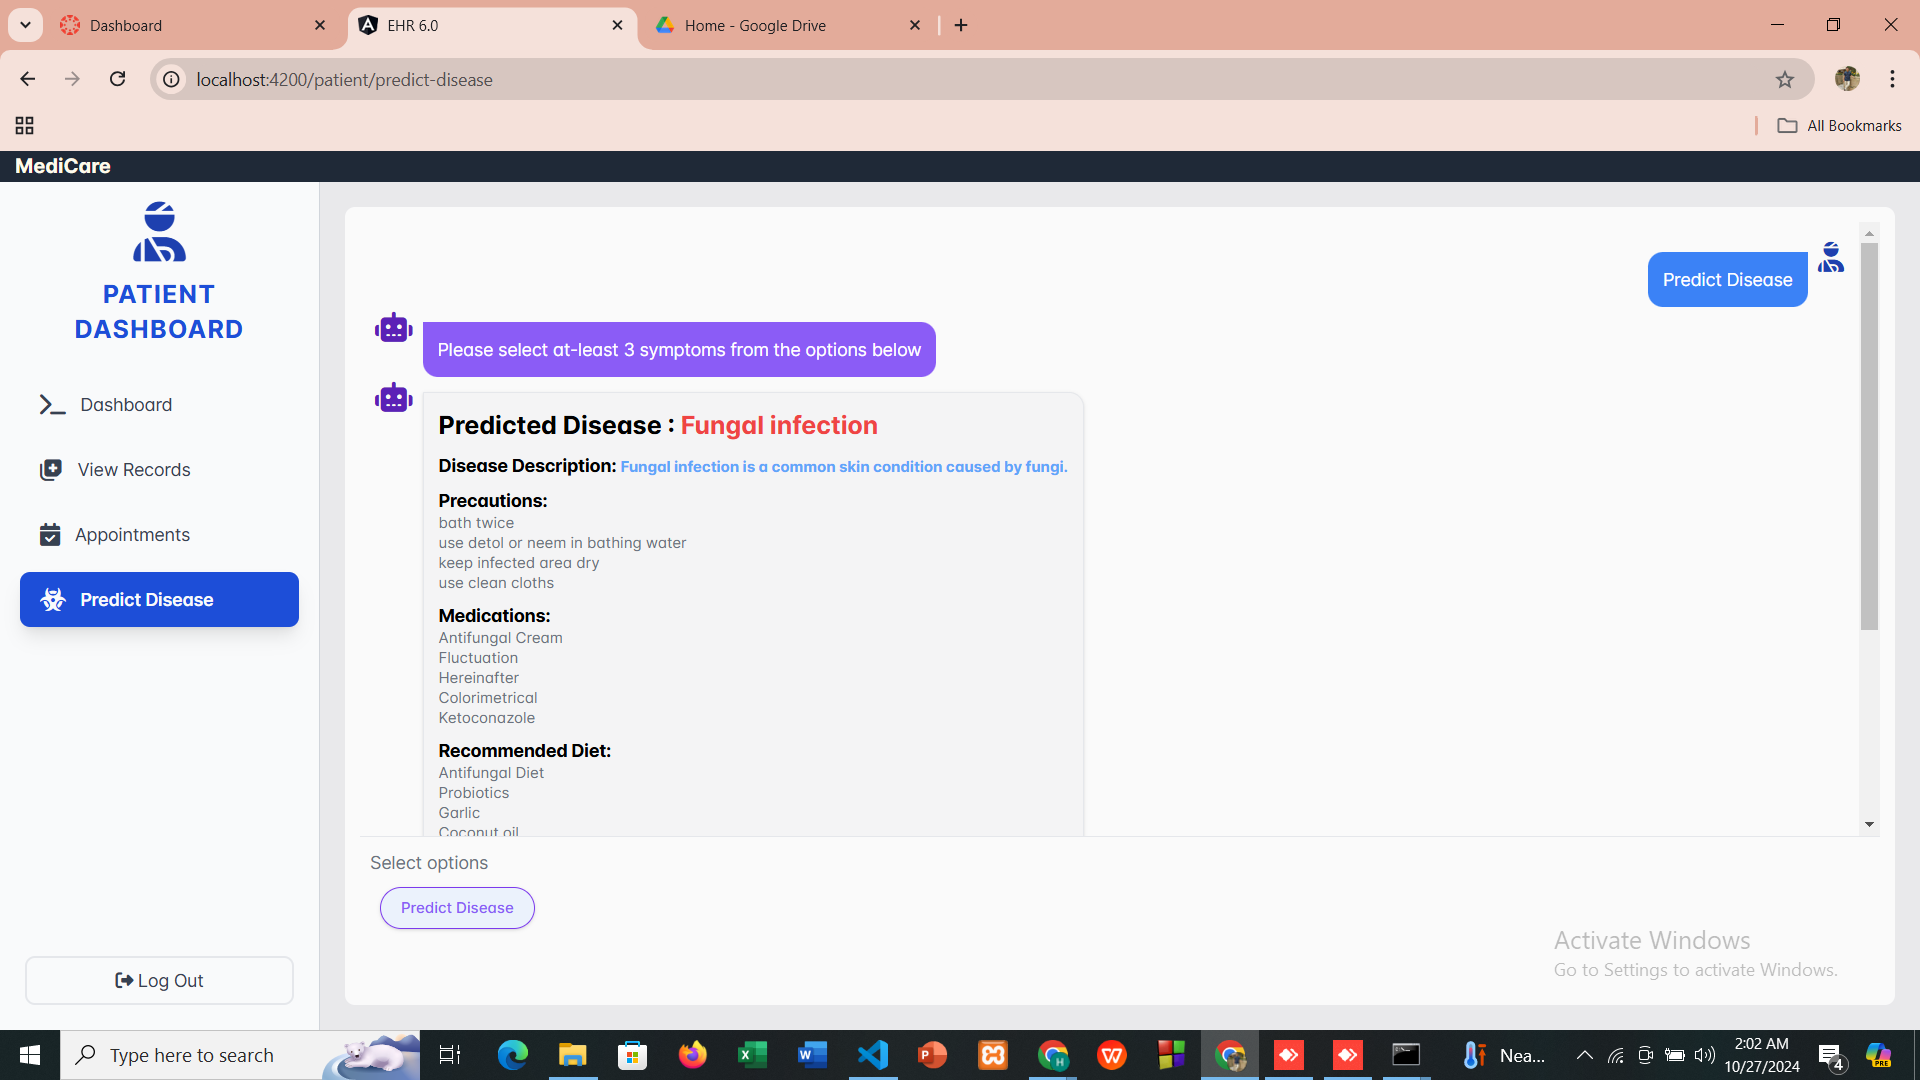 Dashboard
EHR 6.0
Home - Google Drive
localhost:4200/patient/predict-disease
All Bookmarks
MediCare
PATIENT
DASHBOARD
Dashboard
View Records
Appointments
Predict Disease
Log Out
Predict Disease
Please select at-least 3 symptoms from the options below
Predicted Disease : Fungal infection
Disease Description: Fungal infection is a common skin condition caused by fungi.
Precautions:
bath twice
use detol or neem in bathing water
keep infected area dry
use clean cloths
Medications:
Antifungal Cream
Fluctuation
Hereinafter
Colorimetrical
Ketoconazole
Recommended Diet:
Antifungal Diet
Probiotics
Garlic
Coconut oil
Select options
Predict Disease
Activate Windows
Go to Settings to activate Windows.
Type here to search
Nea...
2:02 AM
10/27/2024
4
PRE